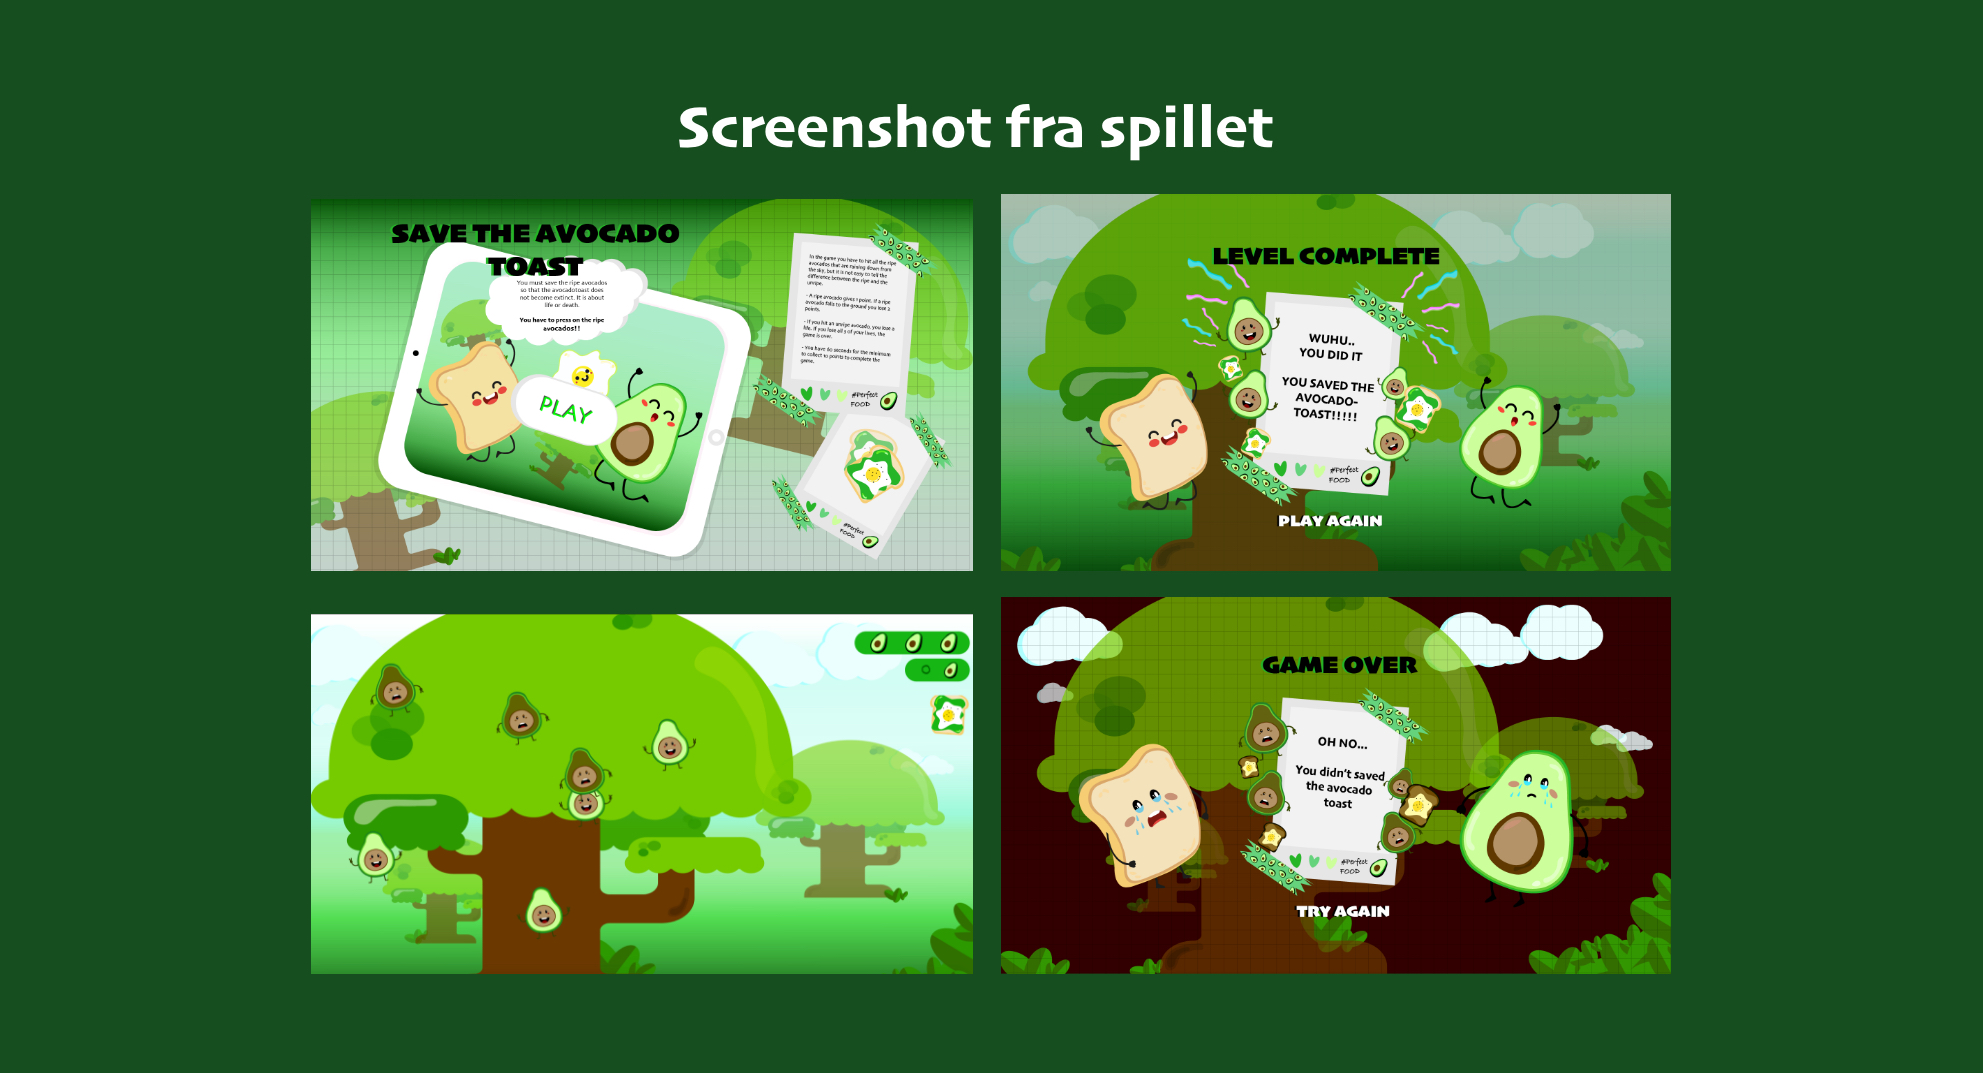 Screenshot fra spillet
SAVE THE AVOCADO
TOAST
You must save the ripe avocados
so that the avocadotoast does
not become extinct. It is about
life or death.
You have to press on the ripe
avocados!!
PLAY
In the game you have to hit all the ripe
avocados that are raining down from
the sky, but it is not easy to tell the
difference between the ripe and the
unripe.
- A ripe avocado gives 1 point. If a ripe
avocado falls to the ground you lose 2
points.
- If you hit an unripe avocado, you lose a
life. If you lose all 3 of your lives, the
game is over.
- You have 60 seconds for the minimum
to collect 10 points to complete the
game.
#Perfect
FOOD
#Perfect
FOOD
LEVEL COMPLETE
WUHU..
YOU DID IT
YOU SAVED THE
AVOCADO-
TOAST!!!!!
#Perfect
FOOD
PLAY AGAIN
GAME OVER
OH NO...
You didn't saved
the avocado
toast
#Perfect
FOOD
TRY AGAIN